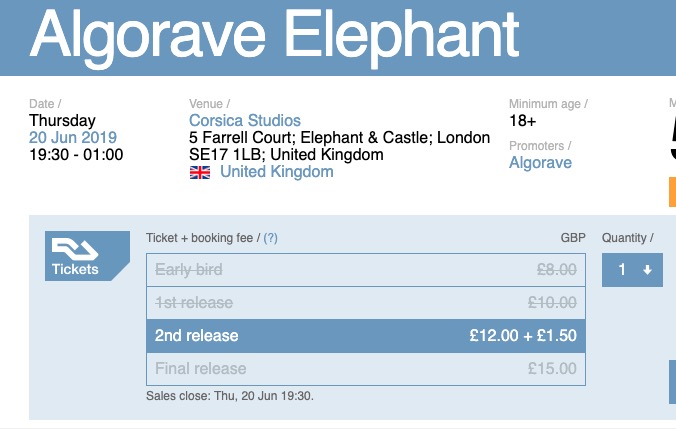 Algorave Elephant
Date /
Thursday
20 Jun 2019
19:30 - 01:00
Venue /
Corsica Studios
5 Farrell Court; Elephant & Castle; London
SE17 1LB; United Kingdom
United Kingdom
Minimum age /
18+
Promoters /
Algorave
RA
Tickets
Ticket + booking fee / (?)
GBP
Quantity /
Early bird £8.00
1st release £10.00
2nd release £12.00 + £1.50
Final release £15.00
1
Sales close: Thu, 20 Jun 19:30.